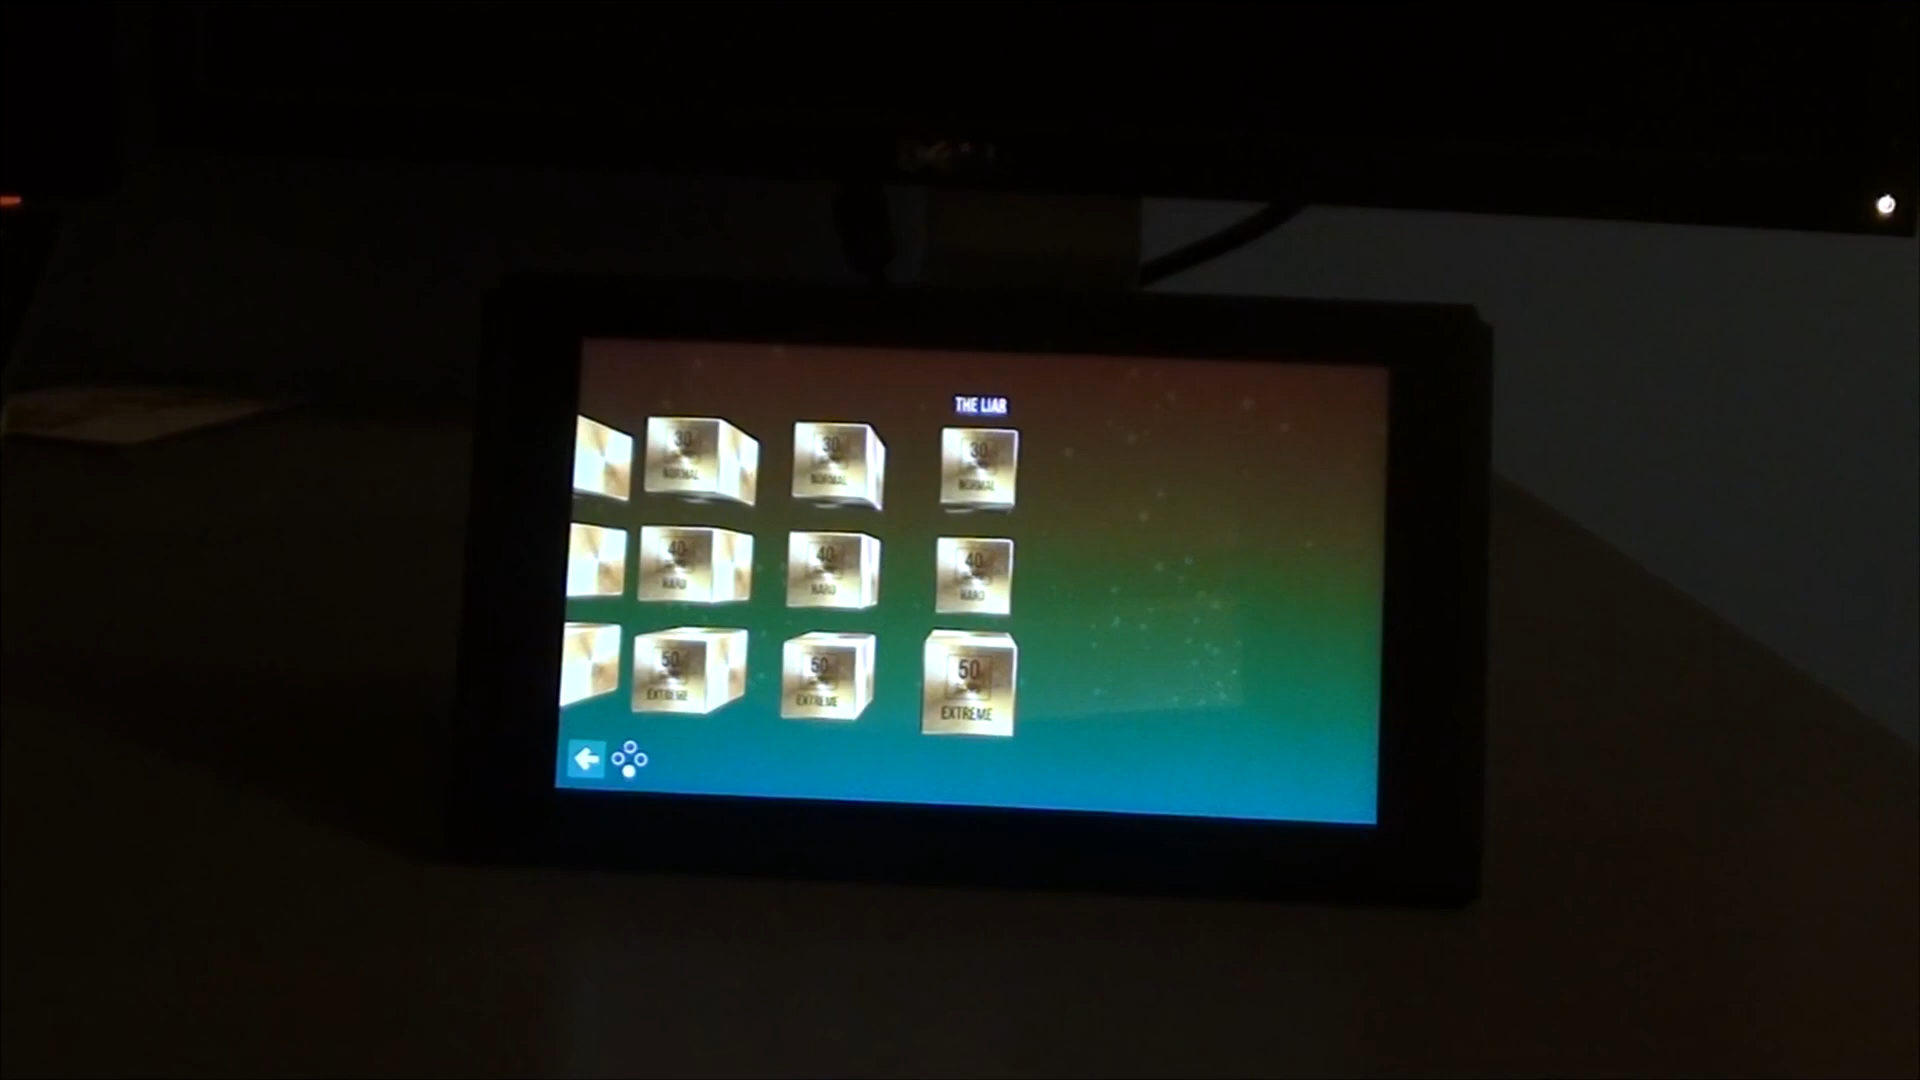 THE LIAR
30 30 30
NORMAL NORMAL NORMAL
40 40 40
HARD HARD HARD
50 50 50
EXTREME EXTREME EXTREME